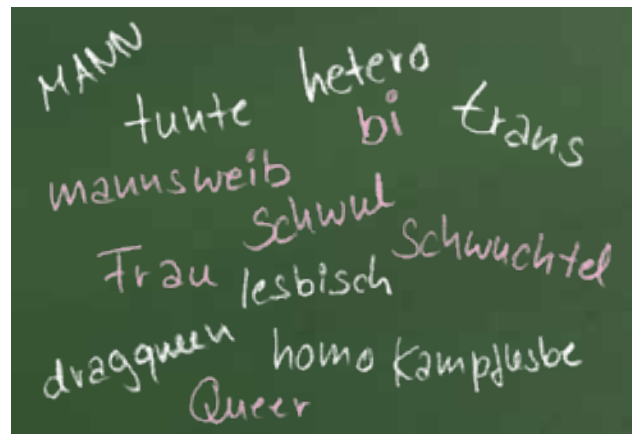 MANN
hetero
tunte
bi
trans
mannsweib
Schwul
Schwuchtel
Frau
lesbisch
dragqueen
homo
Kampflesbe
Queer